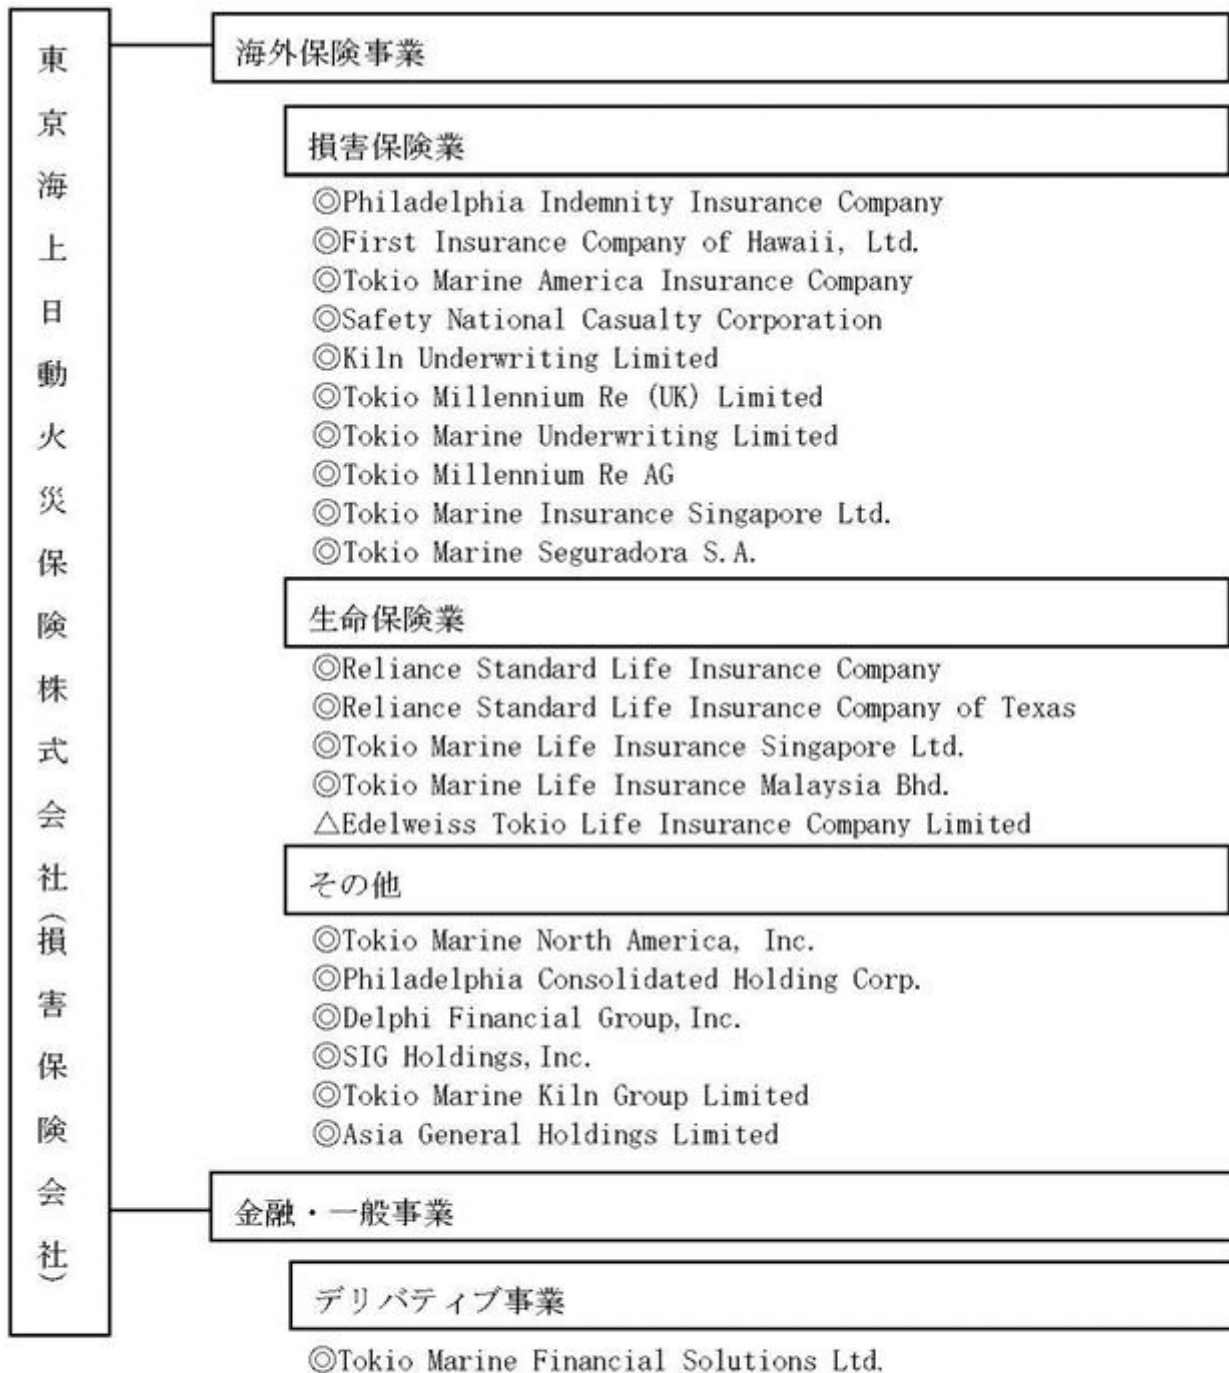 東京海上日動火災保険株式会社(損害保険会社)
海外保険事業
損害保険業
◎Philadelphia Indemnity Insurance Company
◎First Insurance Company of Hawaii, Ltd.
◎Tokio Marine America Insurance Company
◎Safety National Casualty Corporation
◎Kiln Underwriting Limited
◎Tokio Millennium Re (UK) Limited
◎Tokio Marine Underwriting Limited
◎Tokio Millennium Re AG
◎Tokio Marine Insurance Singapore Ltd.
◎Tokio Marine Seguradora S.A.
生命保険業
◎Reliance Standard Life Insurance Company
◎Reliance Standard Life Insurance Company of Texas
◎Tokio Marine Life Insurance Singapore Ltd.
◎Tokio Marine Life Insurance Malaysia Bhd.
△Edelweiss Tokio Life Insurance Company Limited
その他
◎Tokio Marine North America, Inc.
◎Philadelphia Consolidated Holding Corp.
◎Delphi Financial Group,Inc.
◎SIG Holdings,Inc.
◎Tokio Marine Kiln Group Limited
◎Asia General Holdings Limited
金融・一般事業
デリバティブ事業
◎Tokio Marine Financial Solutions Ltd.